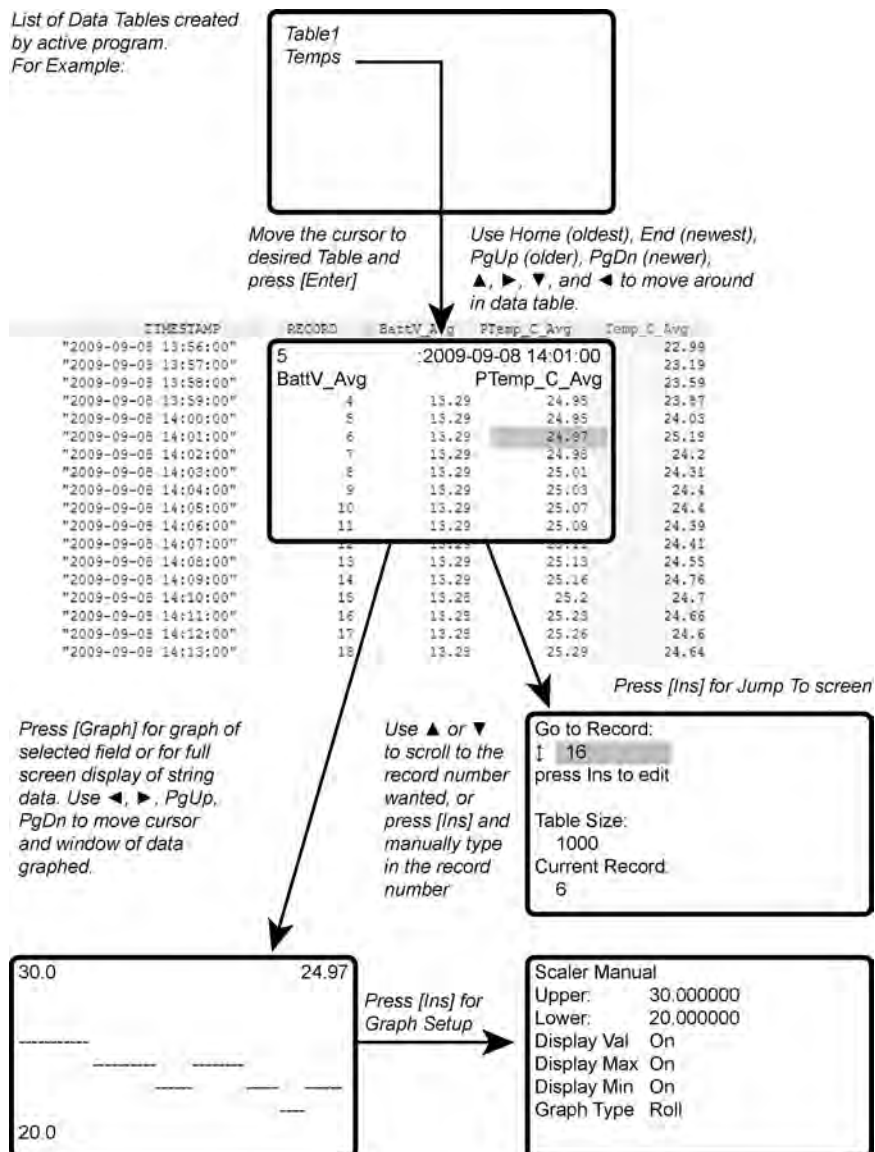 List of Data Tables created
by active program.
For Example:
Table1
Temps
Move the cursor to
desired Table and
press [Enter]
Use Home (oldest), End (newest),
PgUp (older), PgDn (newer),
▲, ►, ▼, and ◄ to move around
in data table.
RECORD
"2009-09-08 13:56:00" 22.99
"2009-09-08 13:57:00" 5 :2009-09-08 14:01:00 23.19
"2009-09-08 13:58:00" BattV_Avg PTemp_C_Avg 23.59
"2009-09-08 13:59:00" 4 13.29 24.95 23.87
"2009-09-08 14:00:00" 5 13.29 24.95 24.03
"2009-09-08 14:01:00" 6 13.29 24.97 25.19
"2009-09-08 14:02:00" 7 13.29 24.98 24.2
"2009-09-08 14:03:00" 8 13.29 25.01 24.31
"2009-09-08 14:04:00" 9 13.29 25.03 24.4
"2009-09-08 14:05:00" 10 13.29 25.07 24.4
"2009-09-08 14:06:00" 11 13.29 25.09 24.39
"2009-09-08 14:07:00" 24.41
"2009-09-08 14:08:00" 13 13.29 25.13 24.55
"2009-09-08 14:09:00" 14 13.29 25.16 24.76
"2009-09-08 14:10:00" 15 13.28 25.2 24.7
"2009-09-08 14:11:00" 16 13.28 25.23 24.66
"2009-09-08 14:12:00" 17 13.28 25.26 24.6
"2009-09-08 14:13:00" 18 13.28 25.29 24.64
Press [Ins] for Jump To screen
Press [Graph] for graph of
selected field or for full
screen display of string
data. Use ◄, ►, PgUp,
PgDn to move cursor
and window of data
graphed.
Use ▲ or ▼
to scroll to the
record number
wanted, or
press [Ins] and
manually type
in the record
number
Go to Record:
↕ 16
press Ins to edit
Table Size:
1000
Current Record:
6
30.0 24.97
20.0
Press [Ins] for
Graph Setup
Scaler Manual
Upper: 30.000000
Lower: 20.000000
Display Val On
Display Max On
Display Min On
Graph Type Roll